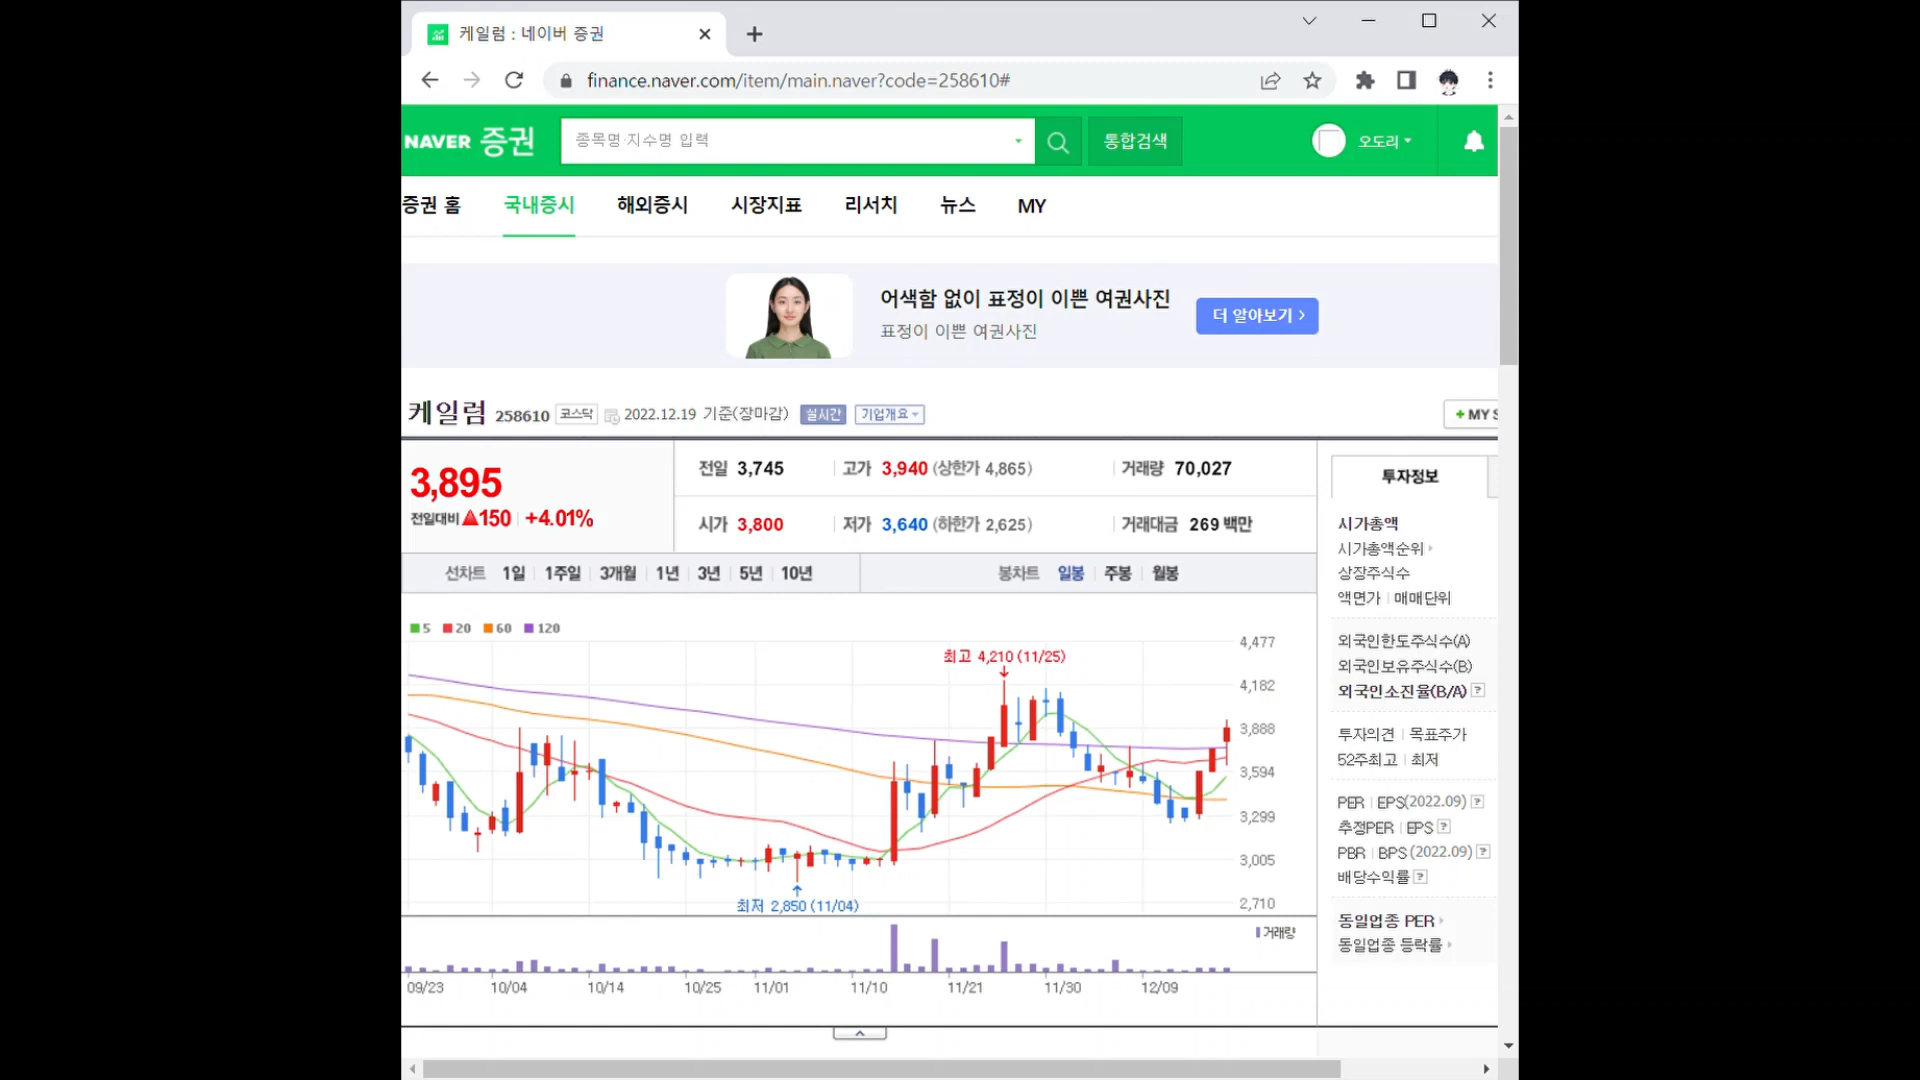 케일럼 : 네이버 증권
finance.naver.com/item/main.naver?code=258610#
NAVER 증권
종목명·지수명 입력
통합검색
오도리
증권 홈 국내증시 해외증시 시장지표 리서치 뉴스 MY
어색함 없이 표정이 이쁜 여권사진
표정이 이쁜 여권사진
더 알아보기 >
케일럼 258610 코스닥 2022.12.19 기준(장마감) 실시간 기업개요
+ MY S
3,895
전일대비 ▲150 +4.01%
전일 3,745 고가 3,940 (상한가 4,865) 거래량 70,027
시가 3,800 저가 3,640 (하한가 2,625) 거래대금 269 백만
선차트 1일 1주일 3개월 1년 3년 5년 10년
봉차트 일봉 주봉 월봉
5 20 60 120
최고 4,210 (11/25)
최저 2,850 (11/04)
4,477
4,182
3,888
3,594
3,299
3,005
2,710
거래량
09/23 10/04 10/14 10/25 11/01 11/10 11/21 11/30 12/09
투자정보
시가총액
시가총액순위
상장주식수
액면가 | 매매단위
외국인한도주식수(A)
외국인보유주식수(B)
외국인소진율(B/A) ?
투자의견 | 목표주가
52주최고 | 최저
PER | EPS(2022.09) ?
추정PER | EPS ?
PBR | BPS (2022.09) ?
배당수익률 ?
동일업종 PER
동일업종 등락률